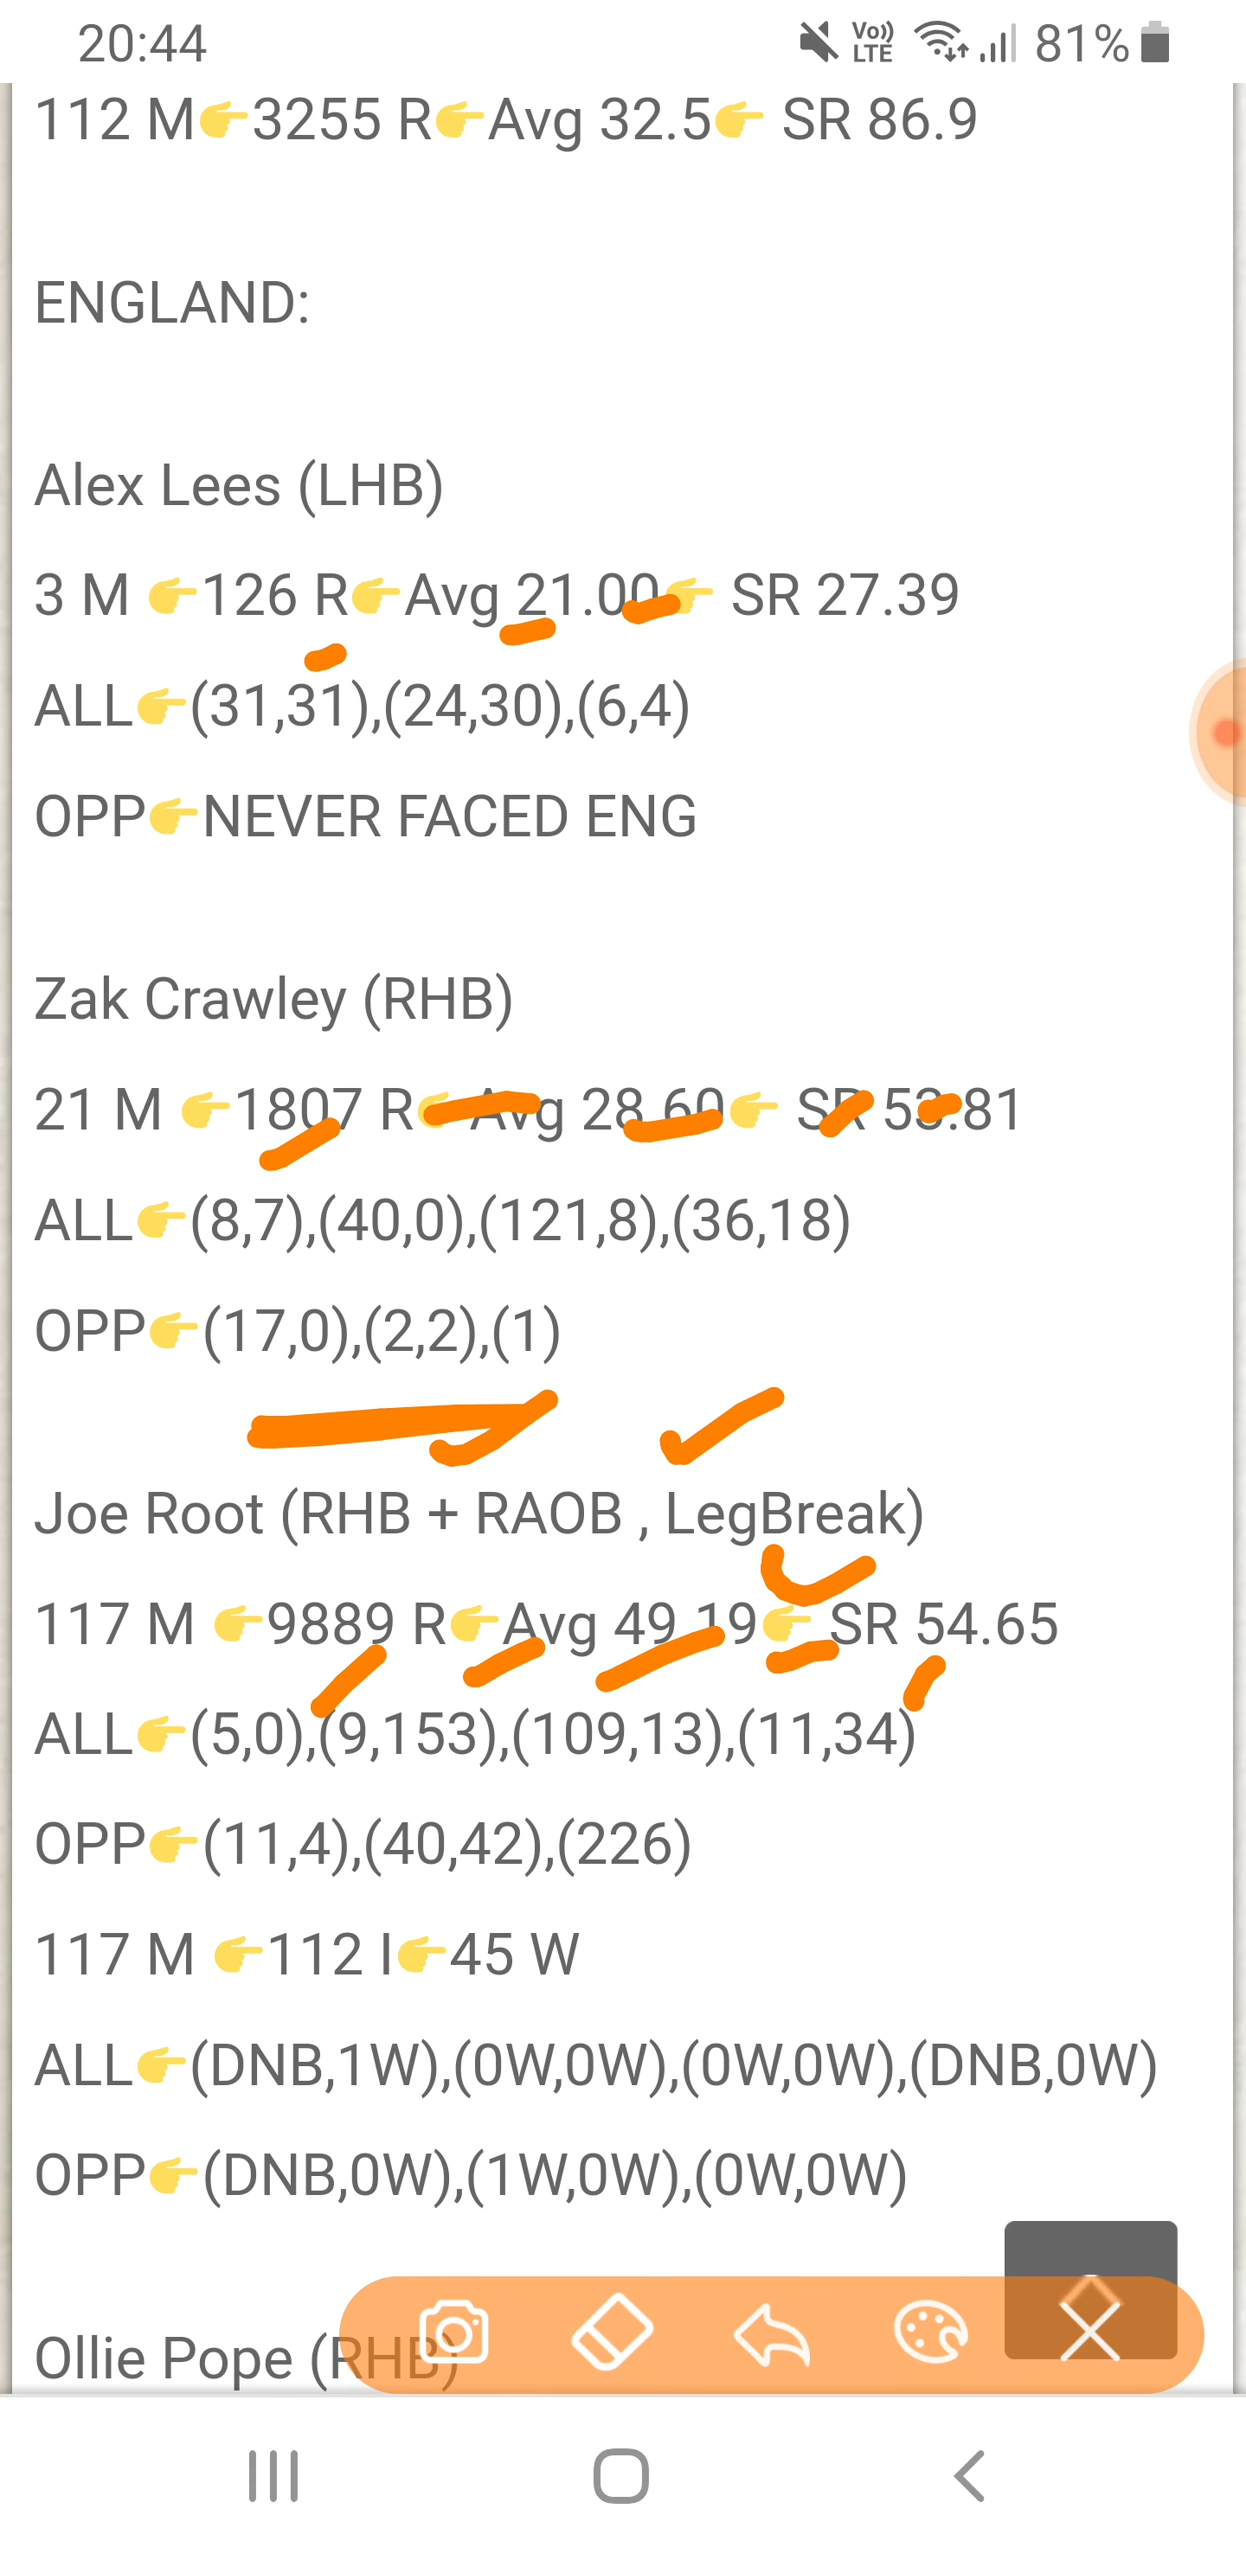 20:44 Vo)) LTE 81%
112 M👉3255 R👉Avg 32.5👉 SR 86.9
ENGLAND:
Alex Lees (LHB)
3 M 👉126 R👉Avg 21.00👉 SR 27.39
ALL👉(31,31),(24,30),(6,4)
OPP👉NEVER FACED ENG
Zak Crawley (RHB)
21 M 👉1807 R👉Avg 28.60👉 SR 53.81
ALL👉(8,7),(40,0),(121,8),(36,18)
OPP👉(17,0),(2,2),(1)
Joe Root (RHB + RAOB , LegBreak)
117 M 👉9889 R👉Avg 49.19👉 SR 54.65
ALL👉(5,0),(9,153),(109,13),(11,34)
OPP👉(11,4),(40,42),(226)
117 M 👉112 I👉45 W
ALL👉(DNB,1W),(0W,0W),(0W,0W),(DNB,0W)
OPP👉(DNB,0W),(1W,0W),(0W,0W)
Ollie Pope (RHB)